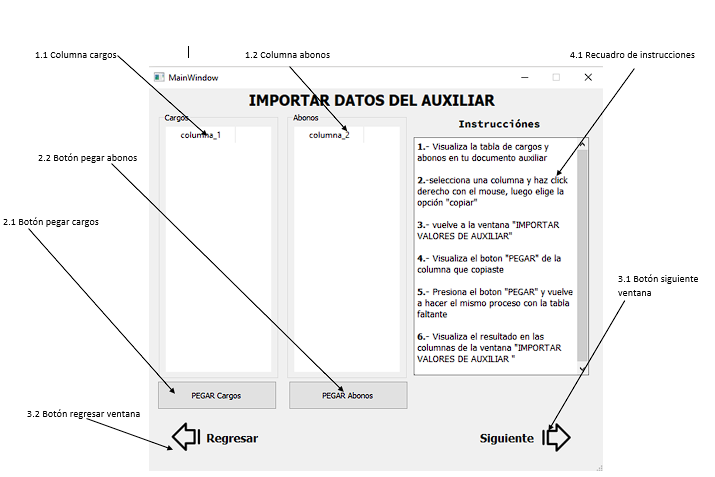 1.1 Columna cargos
1.2 Columna abonos
4.1 Recuadro de instrucciones
MainWindow
IMPORTAR DATOS DEL AUXILIAR
Cargos
columna_1
Abonos
columna_2
Instrucciónes
1.- Visualiza la tabla de cargos y
abonos en tu documento auxiliar
2.-selecciona una columna y haz click
derecho con el mouse, luego elige la
opción "copiar"
3.- vuelve a la ventana "IMPORTAR
VALORES DE AUXILIAR"
4.- Visualiza el boton "PEGAR" de la
columna que copiaste
5.- Presiona el boton "PEGAR" y vuelve
a hacer el mismo proceso con la tabla
faltante
6.- Visualiza el resultado en las
columnas de la ventana "IMPORTAR
VALORES DE AUXILIAR "
2.2 Botón pegar abonos
2.1 Botón pegar cargos
3.1 Botón siguiente
ventana
PEGAR Cargos
PEGAR Abonos
3.2 Botón regresar ventana
Regresar
Siguiente